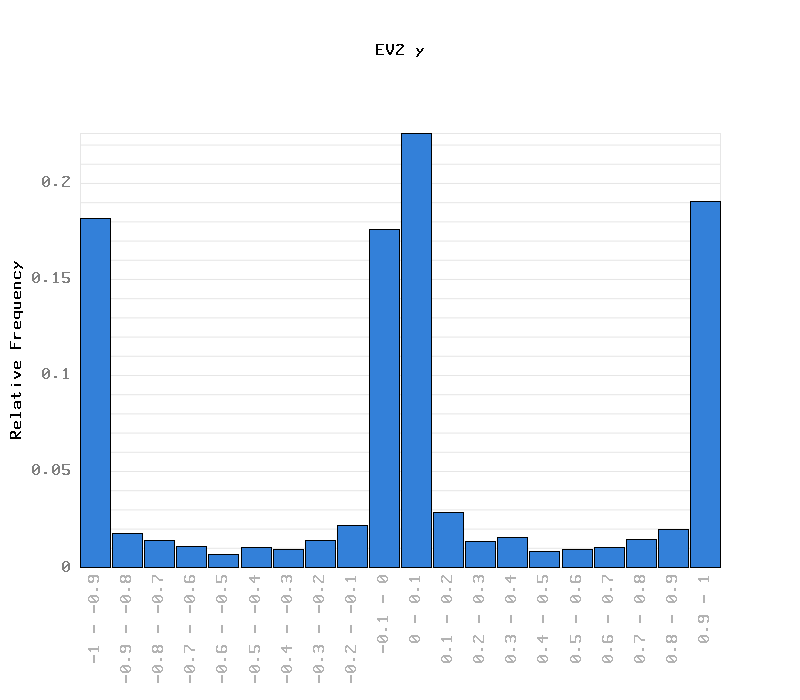 EV2 y
Relative Frequency
0.2
0.15
0.1
0.05
0
-1 - -0.9
-0.9 - -0.8
-0.8 - -0.7
-0.7 - -0.6
-0.6 - -0.5
-0.5 - -0.4
-0.4 - -0.3
-0.3 - -0.2
-0.2 - -0.1
-0.1 - 0
0 - 0.1
0.1 - 0.2
0.2 - 0.3
0.3 - 0.4
0.4 - 0.5
0.5 - 0.6
0.6 - 0.7
0.7 - 0.8
0.8 - 0.9
0.9 - 1